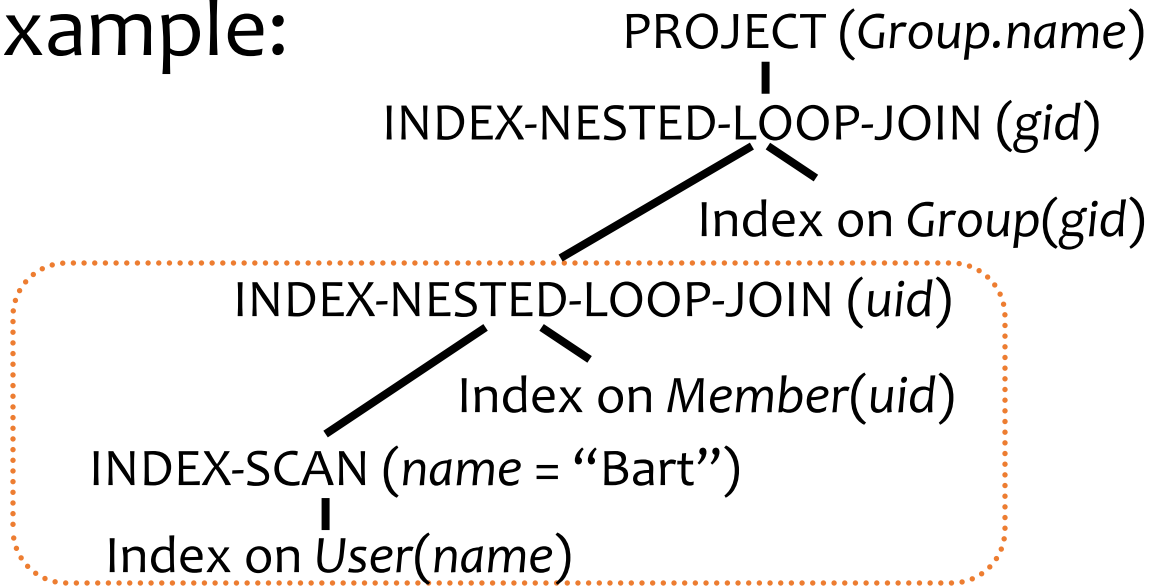 xample:
PROJECT (Group.name)
INDEX-NESTED-LOOP-JOIN (gid)
Index on Group(gid)
INDEX-NESTED-LOOP-JOIN (uid)
Index on Member(uid)
INDEX-SCAN (name = “Bart”)
Index on User(name)